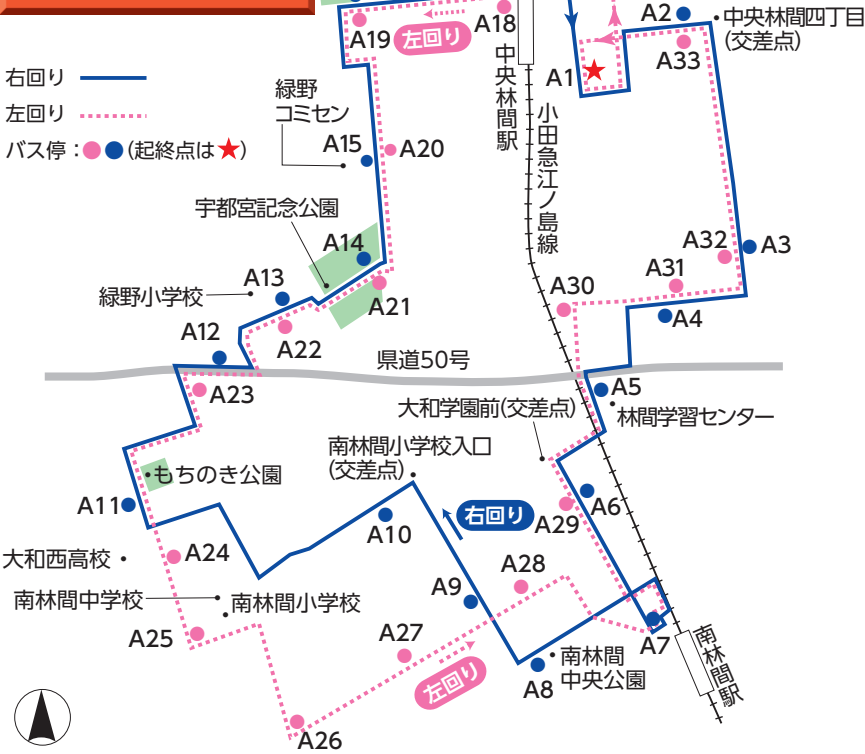 A19
左回り
A18
A2
中央林間四丁目
(交差点)
A33
A1
中央林間駅
小田急江ノ島線
右回り
左回り
バス停：(起終点は★)
緑野
コミセン
A15
A20
宇都宮記念公園
A14
A32
A3
A13
緑野小学校
A21
A30
A31
A4
A12
A22
県道50号
A23
A5
大和学園前(交差点)
林間学習センター
南林間小学校入口
(交差点)
もちのき公園
A11
A10
右回り
A6
A29
大和西高校
A24
A28
南林間中学校
南林間小学校
A9
A25
A27
A7
左回り
A8
南林間
中央公園
南林間駅
A26